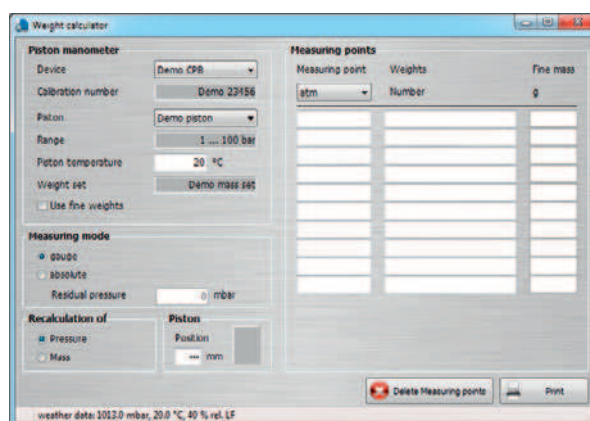 Weight calculator
Piston manometer
Device Demo CPB
Calibration number Demo 23456
Piston Demo piston
Range 1 ... 100 bar
Piston temperature 20 °C
Weight set Demo mass set
Use fine weights
Measuring mode
gauge
absolute
Residual pressure 0 mbar
Recalculation of
Pressure
Mass
Piston
Position
--- mm
Measuring points
Measuring point Weights Fine mass
atm Number g
Delete Measuring points
Print
weather data: 1013.0 mbar, 20.0 °C, 40 % rel. LF